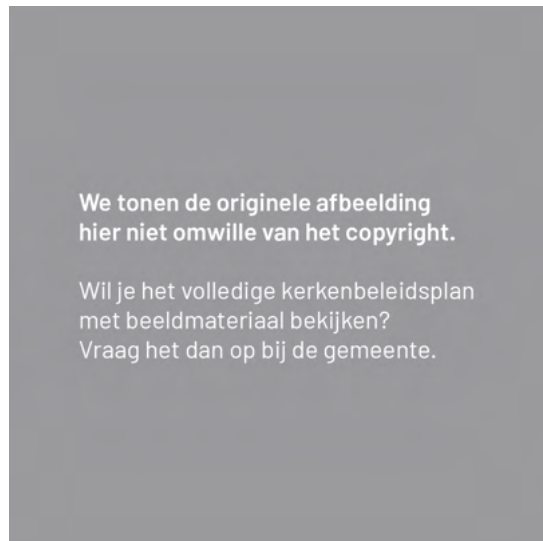 We tonen de originele afbeelding
hier niet omwille van het copyright.
Wil je het volledige kerkenbeleidsplan
met beeldmateriaal bekijken?
Vraag het dan op bij de gemeente.